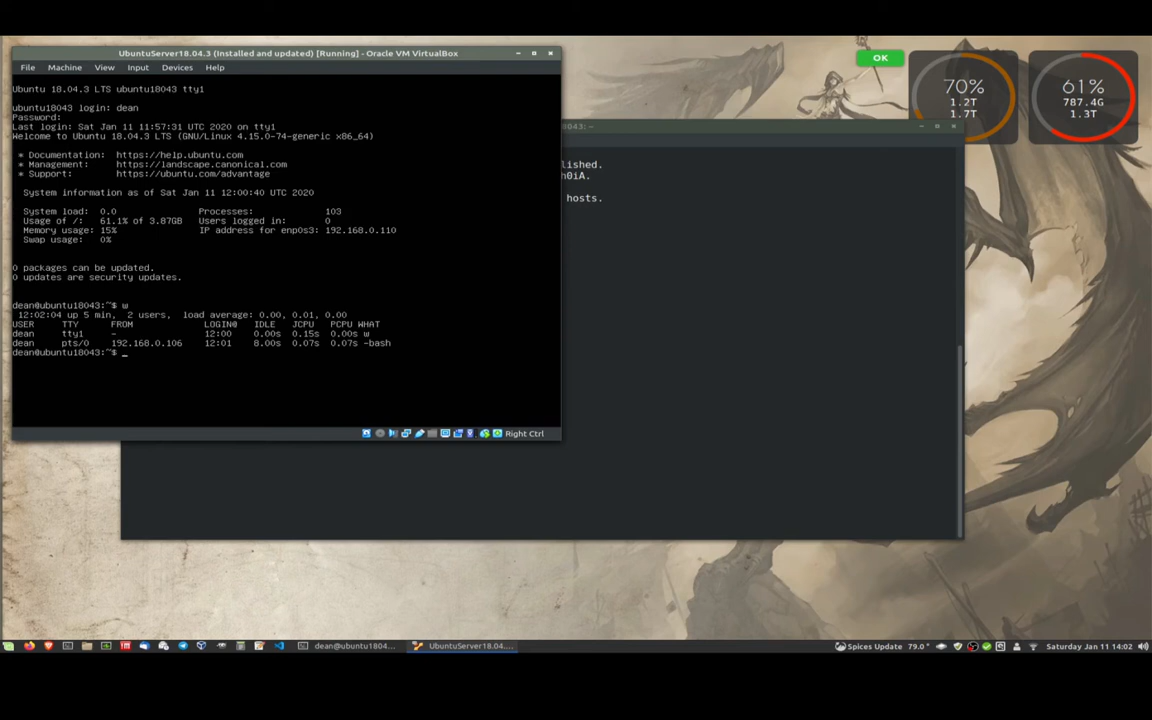 UbuntuServer18.04.3 (Installed and updated) [Running] - Oracle VM VirtualBox
File Machine View Input Devices Help
Ubuntu 18.04.3 LTS ubuntu18043 tty1
ubuntu18043 login: dean
Password:
Last login: Sat Jan 11 11:57:31 UTC 2020 on tty1
Welcome to Ubuntu 18.04.3 LTS (GNU/Linux 4.15.0-74-generic x86_64)
* Documentation: https://help.ubuntu.com
* Management: https://landscape.canonical.com
* Support: https://ubuntu.com/advantage
System information as of Sat Jan 11 12:00:40 UTC 2020
System load: 0.0 Processes: 103
Usage of /: 61.1% of 3.87GB Users logged in: 0
Memory usage: 15% IP address for enp0s3: 192.168.0.110
Swap usage: 0%
0 packages can be updated.
0 updates are security updates.
dean@ubuntu18043:~$ w
12:02:04 up 5 min, 2 users, load average: 0.00, 0.01, 0.00
USER TTY FROM LOGIN@ IDLE JCPU PCPU WHAT
dean tty1 - 12:00 0.00s 0.15s 0.00s w
dean pts/0 192.168.0.106 12:01 8.00s 0.07s 0.07s -bash
dean@ubuntu18043:~$ _
Right Ctrl
8043: ~
lished.
h0iA.
hosts.
OK
70%
1.2T
1.7T
61%
787.4G
1.3T
dean@ubuntu1804...
UbuntuServer18.04....
Spices Update 79.0° Saturday Jan 11 14:02